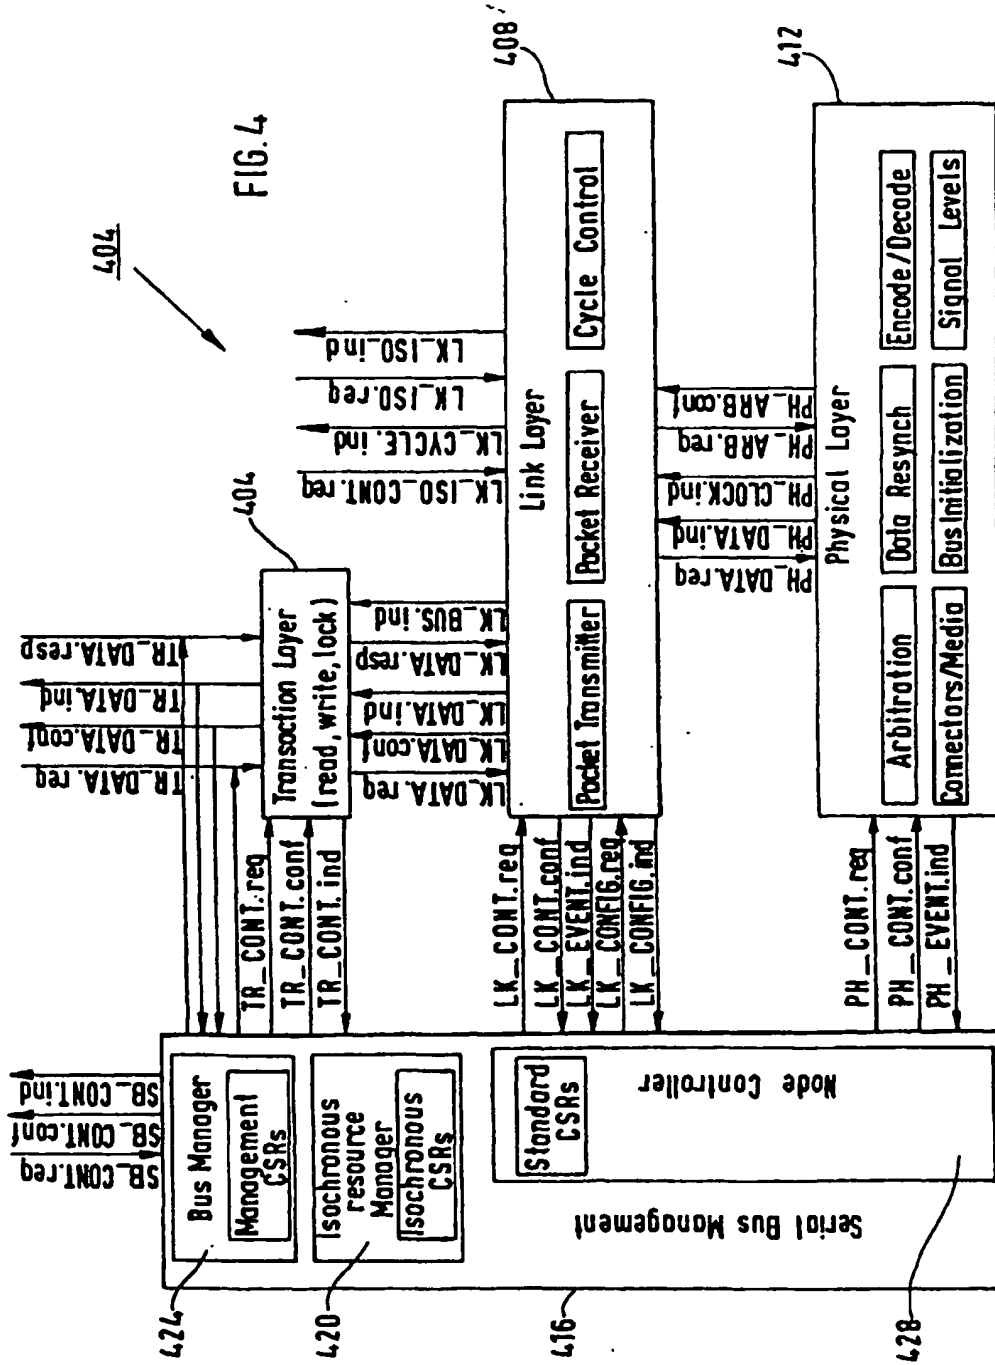 FIG. 4
404
SB_CONT.req
SB_CONT.conf
SB_CONT.ind
TR_DATA.req
TR_DATA.conf
TR_DATA.ind
TR_DATA.resp
424
Bus Manager
Management
CSRs
420
Isochronous
resource
Manager
Isochronous
CSRs
416
Serial Bus Management
Standard
CSRs
Node Controller
428
TR_CONT.req
TR_CONT.conf
TR_CONT.ind
Transaction Layer
(read, write, lock)
404
LK_DATA.req
LK_DATA.conf
LK_DATA.ind
LK_DATA.resp
LK_BUS.ind
LK_ISO_CONT.req
LK_CYCLE.ind
LK_ISO.req
LK_ISO_ind
LK_CONT.req
LK_CONT.conf
LK_EVENT.ind
LK_CONFIG.req
LK_CONFIG.ind
Link Layer
Packet Transmitter
Packet Receiver
Cycle Control
408
PH_DATA.req
PH_DATA.ind
PH_CLOCK.ind
PH_ARB.req
PH_ARB.conf
PH_CONT.req
PH_CONT.conf
PH_EVENT.ind
Physical Layer
Arbitration
Data Resynch
Encode/Decode
Connectors/Media
Bus Initialization
Signal Levels
412